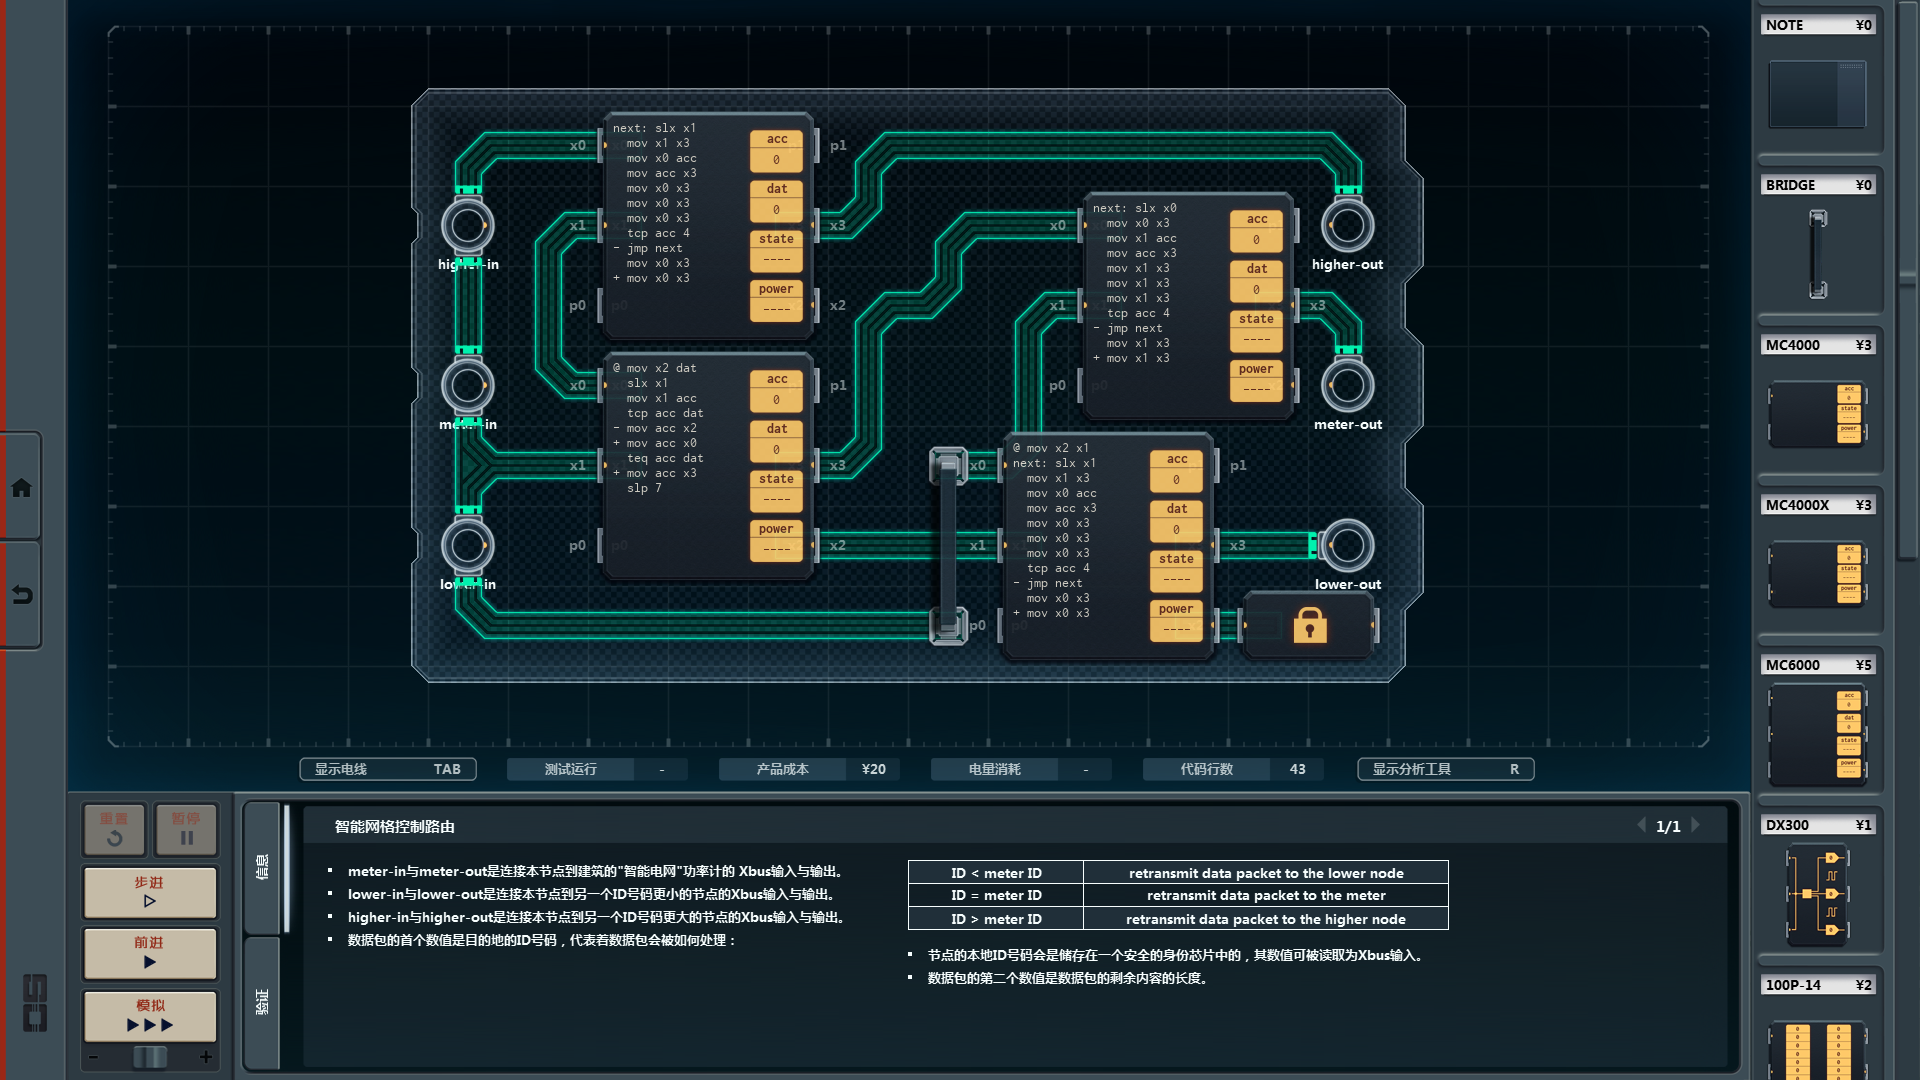 next: slx x1
mov x1 x3
mov x0 acc
mov acc x3
mov x0 x3
mov x0 x3
mov x0 x3
tcp acc 4
- jmp next
mov x0 x3
+ mov x0 x3
acc
0
dat
0
state
----
power
----
x0
x1
p0
p1
x3
x2
@ mov x2 dat
slx x1
mov x1 acc
tcp acc dat
- mov acc x2
+ mov acc x0
teq acc dat
+ mov acc x3
slp 7
acc
0
dat
0
state
----
power
----
x0
x1
p0
p1
x3
x2
next: slx x0
mov x0 x3
mov x1 acc
mov acc x3
mov x1 x3
mov x1 x3
mov x1 x3
tcp acc 4
- jmp next
mov x1 x3
+ mov x1 x3
acc
0
dat
0
state
----
power
----
x0
x1
p0
x3
@ mov x2 x1
next: slx x1
mov x1 x3
mov x0 acc
mov acc x3
mov x0 x3
mov x0 x3
mov x0 x3
tcp acc 4
- jmp next
mov x0 x3
+ mov x0 x3
acc
0
dat
0
state
----
power
----
x0
x1
p0
p1
x3
higher-in
meter-in
lower-in
higher-out
meter-out
lower-out
显示电线 TAB
测试运行 -
产品成本 ¥20
电量消耗 -
代码行数 43
显示分析工具 R
重置
暂停
步进
前进
模拟
- +
信息
验证
智能网格控制路由
1/1
meter-in与meter-out是连接本节点到建筑的"智能电网"功率计的 Xbus输入与输出。
lower-in与lower-out是连接本节点到另一个ID号码更小的节点的Xbus输入与输出。
higher-in与higher-out是连接本节点到另一个ID号码更大的节点的Xbus输入与输出。
数据包的首个数值是目的地的ID号码，代表着数据包会被如何处理：
ID < meter ID retransmit data packet to the lower node
ID = meter ID retransmit data packet to the meter
ID > meter ID retransmit data packet to the higher node
节点的本地ID号码会是储存在一个安全的身份芯片中的，其数值可被读取为Xbus输入。
数据包的第二个数值是数据包的剩余内容的长度。
NOTE ¥0
BRIDGE ¥0
MC4000 ¥3
acc
0
state
----
power
----
MC4000X ¥3
acc
0
state
----
power
----
MC6000 ¥5
acc
0
dat
0
state
----
power
----
DX300 ¥1
100P-14 ¥2
0 0
0 0
0 0
0 0
0 0